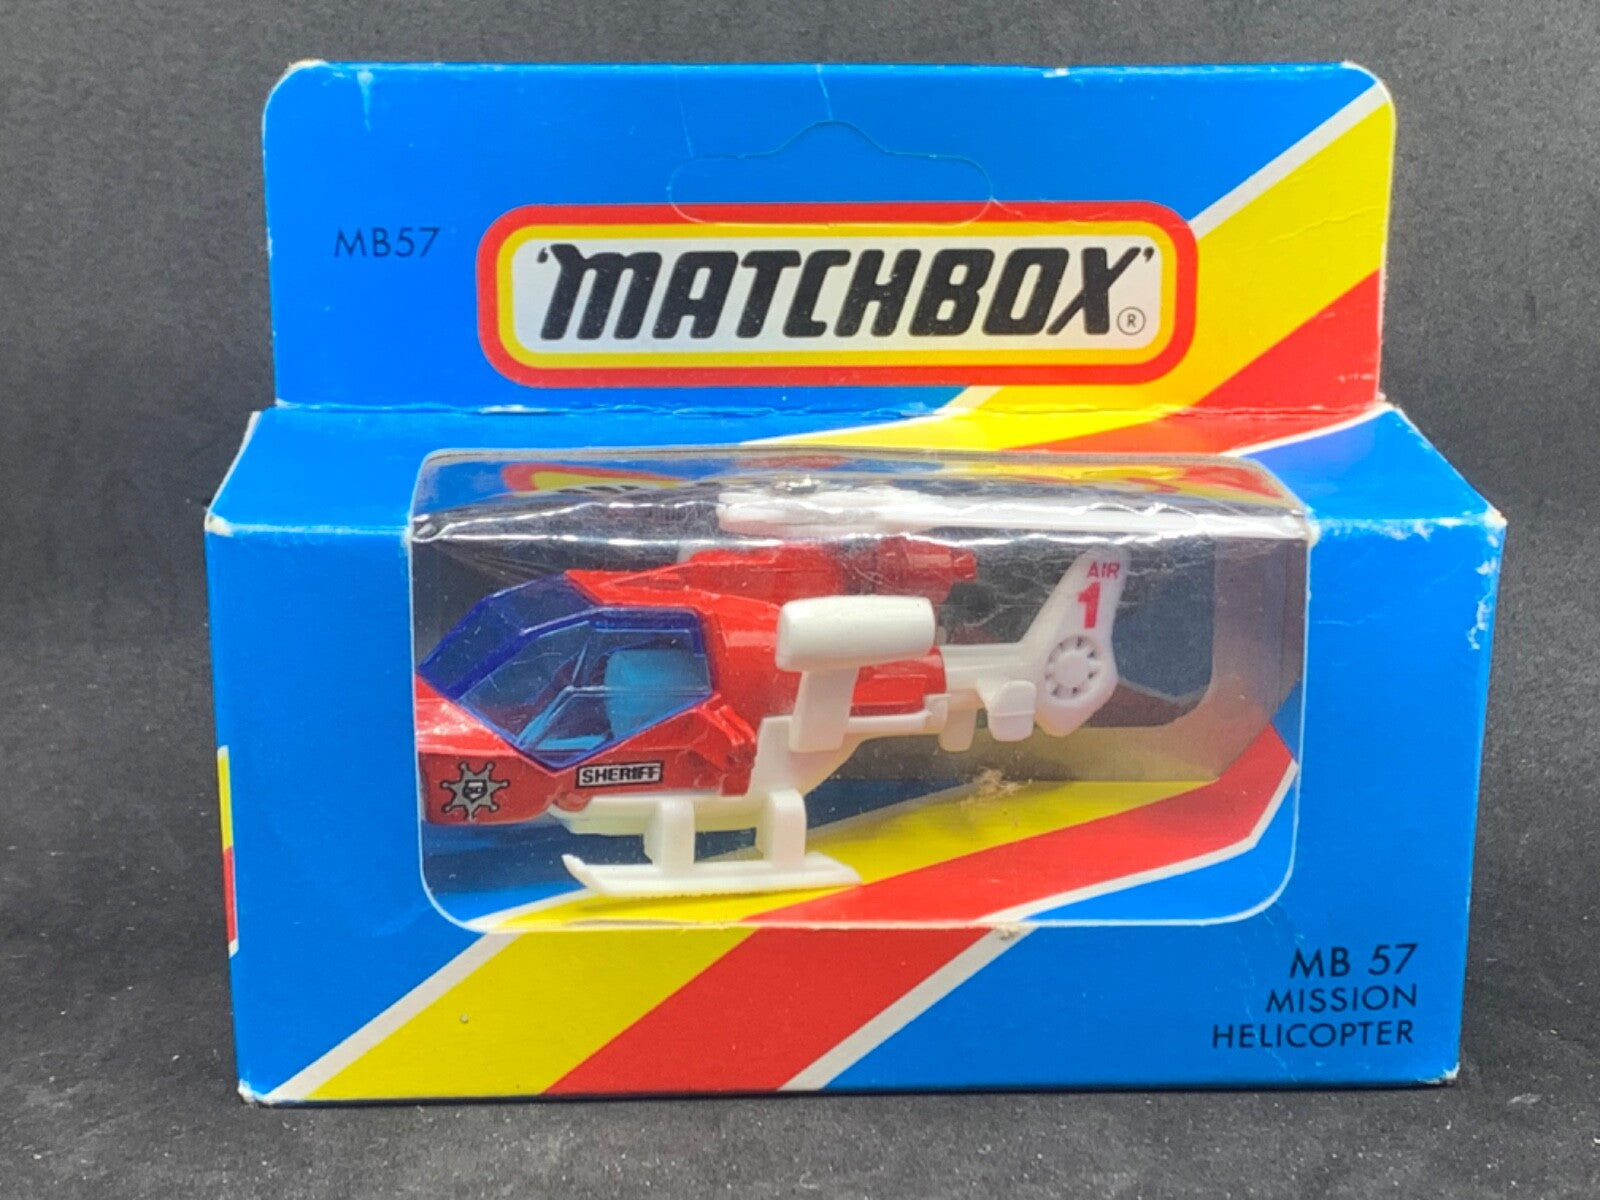 MB57
'MATCHBOX'®
AIR
1
SHERIFF
MB 57
MISSION
HELICOPTER